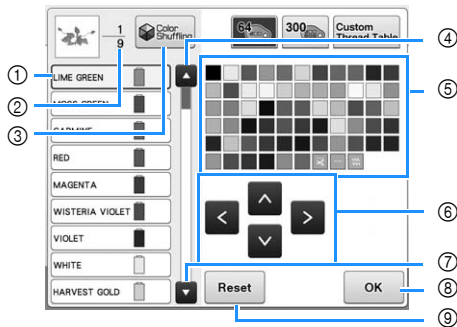 1
9
Color
Shuffling
64
300
Custom
Thread Table
LIME GREEN
MOSS GREEN
CARMINE
RED
MAGENTA
WISTERIA VIOLET
VIOLET
WHITE
HARVEST GOLD
Reset
OK
①
②
③
④
⑤
⑥
⑦
⑧
⑨